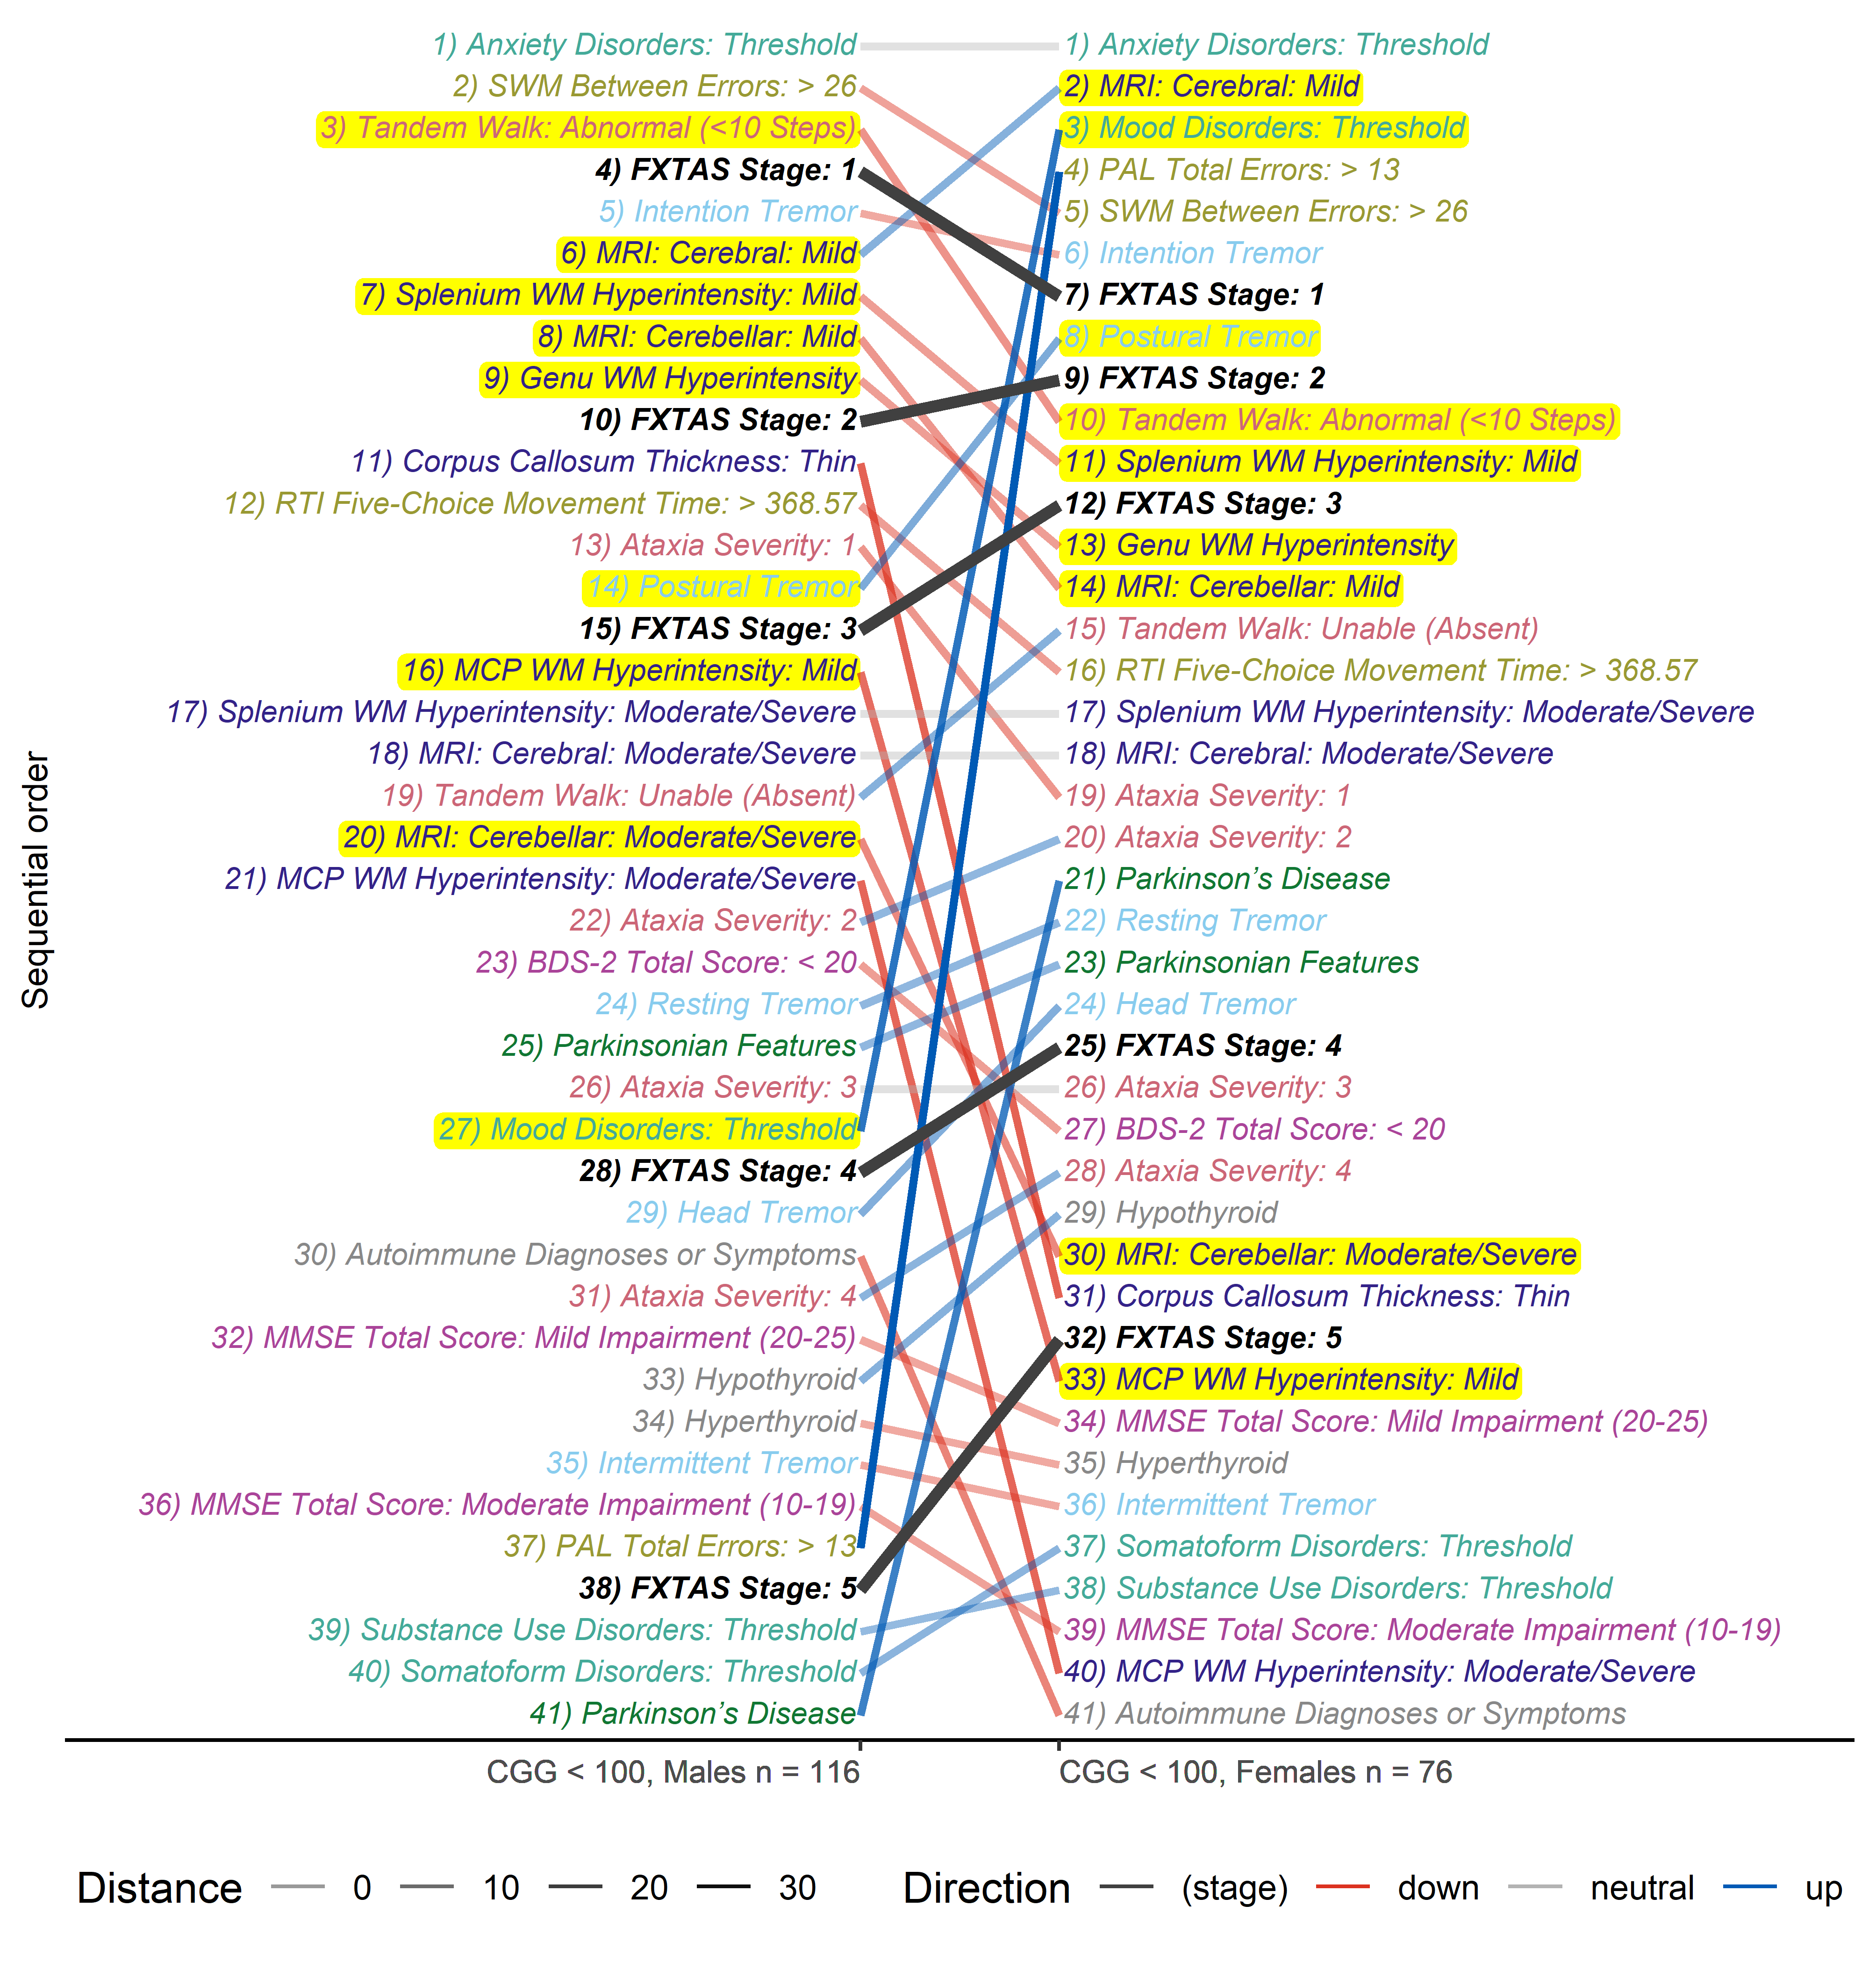 Sequential order
1) Anxiety Disorders: Threshold
2) SWM Between Errors: > 26
3) Tandem Walk: Abnormal (<10 Steps)
4) FXTAS Stage: 1
5) Intention Tremor
6) MRI: Cerebral: Mild
7) Splenium WM Hyperintensity: Mild
8) MRI: Cerebellar: Mild
9) Genu WM Hyperintensity
10) FXTAS Stage: 2
11) Corpus Callosum Thickness: Thin
12) RTI Five-Choice Movement Time: > 368.57
13) Ataxia Severity: 1
14) Postural Tremor
15) FXTAS Stage: 3
16) MCP WM Hyperintensity: Mild
17) Splenium WM Hyperintensity: Moderate/Severe
18) MRI: Cerebral: Moderate/Severe
19) Tandem Walk: Unable (Absent)
20) MRI: Cerebellar: Moderate/Severe
21) MCP WM Hyperintensity: Moderate/Severe
22) Ataxia Severity: 2
23) BDS-2 Total Score: < 20
24) Resting Tremor
25) Parkinsonian Features
26) Ataxia Severity: 3
27) Mood Disorders: Threshold
28) FXTAS Stage: 4
29) Head Tremor
30) Autoimmune Diagnoses or Symptoms
31) Ataxia Severity: 4
32) MMSE Total Score: Mild Impairment (20-25)
33) Hypothyroid
34) Hyperthyroid
35) Intermittent Tremor
36) MMSE Total Score: Moderate Impairment (10-19)
37) PAL Total Errors: > 13
38) FXTAS Stage: 5
39) Substance Use Disorders: Threshold
40) Somatoform Disorders: Threshold
41) Parkinson's Disease
1) Anxiety Disorders: Threshold
2) MRI: Cerebral: Mild
3) Mood Disorders: Threshold
4) PAL Total Errors: > 13
5) SWM Between Errors: > 26
6) Intention Tremor
7) FXTAS Stage: 1
8) Postural Tremor
9) FXTAS Stage: 2
10) Tandem Walk: Abnormal (<10 Steps)
11) Splenium WM Hyperintensity: Mild
12) FXTAS Stage: 3
13) Genu WM Hyperintensity
14) MRI: Cerebellar: Mild
15) Tandem Walk: Unable (Absent)
16) RTI Five-Choice Movement Time: > 368.57
17) Splenium WM Hyperintensity: Moderate/Severe
18) MRI: Cerebral: Moderate/Severe
19) Ataxia Severity: 1
20) Ataxia Severity: 2
21) Parkinson's Disease
22) Resting Tremor
23) Parkinsonian Features
24) Head Tremor
25) FXTAS Stage: 4
26) Ataxia Severity: 3
27) BDS-2 Total Score: < 20
28) Ataxia Severity: 4
29) Hypothyroid
30) MRI: Cerebellar: Moderate/Severe
31) Corpus Callosum Thickness: Thin
32) FXTAS Stage: 5
33) MCP WM Hyperintensity: Mild
34) MMSE Total Score: Mild Impairment (20-25)
35) Hyperthyroid
36) Intermittent Tremor
37) Somatoform Disorders: Threshold
38) Substance Use Disorders: Threshold
39) MMSE Total Score: Moderate Impairment (10-19)
40) MCP WM Hyperintensity: Moderate/Severe
41) Autoimmune Diagnoses or Symptoms
CGG < 100, Males n = 116
CGG < 100, Females n = 76
Distance 0 10 20 30
Direction (stage) down neutral up